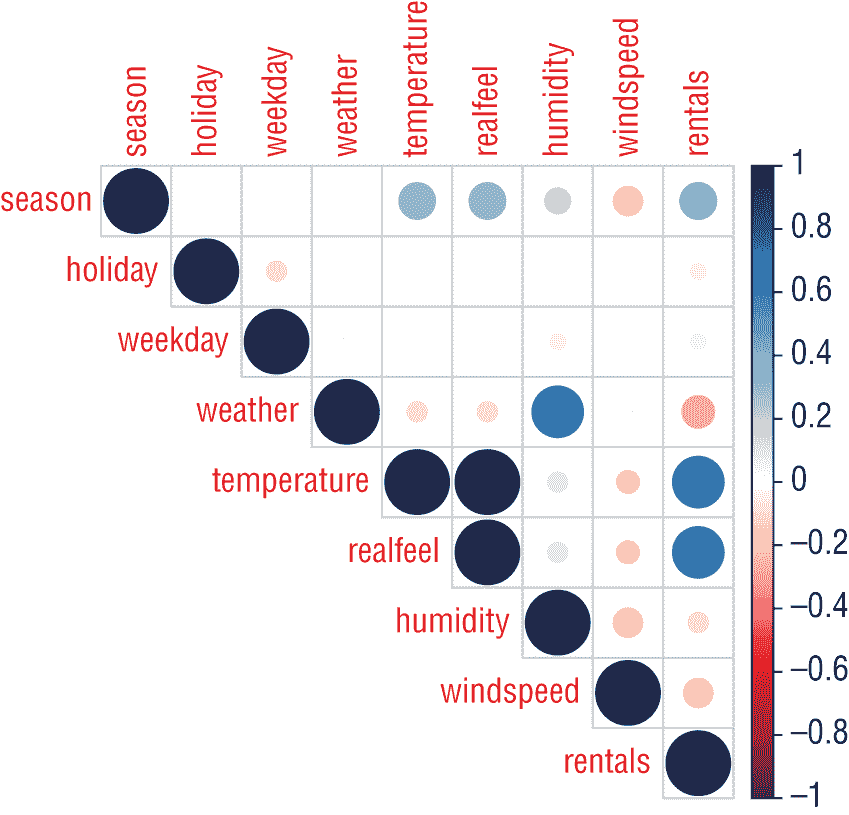 season
holiday
weekday
weather
temperature
realfeel
humidity
windspeed
rentals
season
holiday
weekday
weather
temperature
realfeel
humidity
windspeed
rentals
1
0.8
0.6
0.4
0.2
0
−0.2
−0.4
−0.6
−0.8
−1